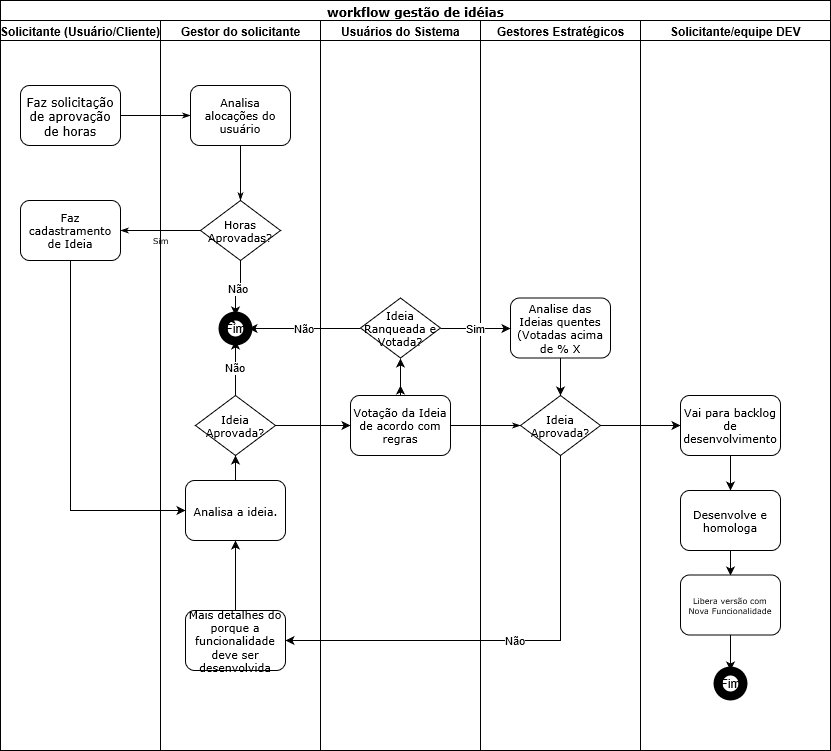 workflow gestão de idéias
Solicitante (Usuário/Cliente)
Gestor do solicitante
Usuários do Sistema
Gestores Estratégicos
Solicitante/equipe DEV
Faz solicitação
de aprovação
de horas
Analisa
alocações do
usuário
Faz
cadastramento
de Ideia
Sim
Horas
Aprovadas?
Não
Fim
Não
Ideia
Ranqueada e
Votada?
Sim
Analise das
Ideias quentes
(Votadas acima
de % X
Não
Ideia
Aprovada?
Votação da Ideia
de acordo com
regras
Ideia
Aprovada?
Vai para backlog
de
desenvolvimento
Analisa a ideia.
Desenvolve e
homologa
Libera versão com
Nova Funcionalidade
Mais detalhes do
porque a
funcionalidade
deve ser
desenvolvida
Não
Fim